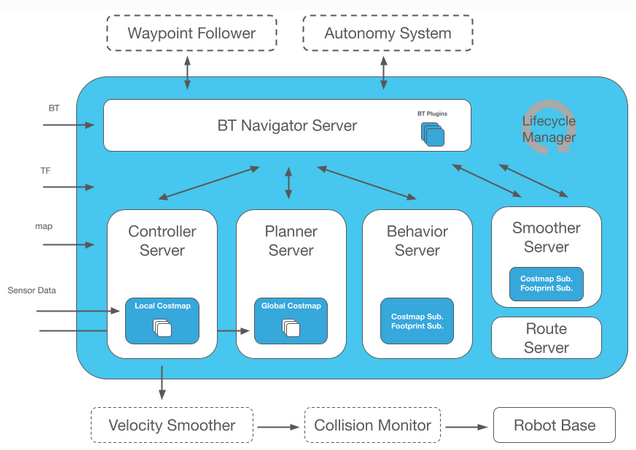 Waypoint Follower
Autonomy System
BT
BT Navigator Server
BT Plugins
Lifecycle
Manager
TF
map
Sensor Data
Controller
Server
Local Costmap
Planner
Server
Global Costmap
Behavior
Server
Costmap Sub.
Footprint Sub.
Smoother
Server
Costmap Sub.
Footprint Sub.
Route
Server
Velocity Smoother
Collision Monitor
Robot Base